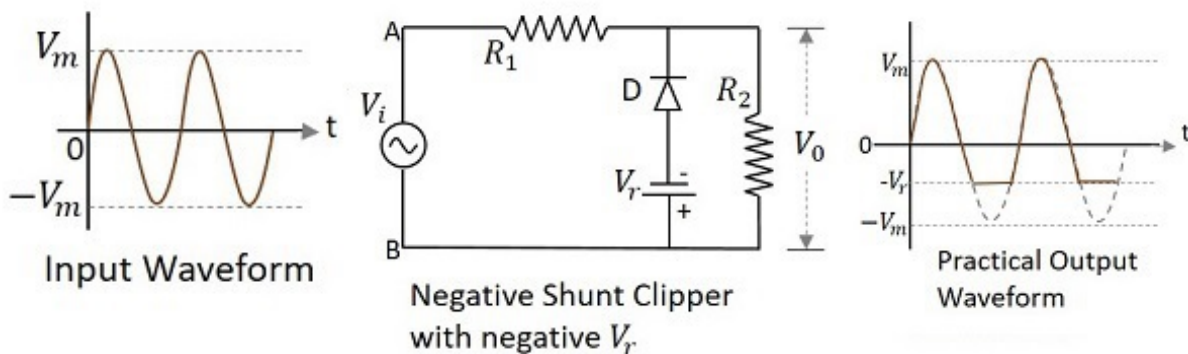 V_m
0
t
-V_m
Input Waveform
A
R_1
V_i
D
R_2
V_r
-
+
V_0
B
Negative Shunt Clipper
with negative V_r
V_m
0
t
-V_r
-V_m
Practical Output
Waveform